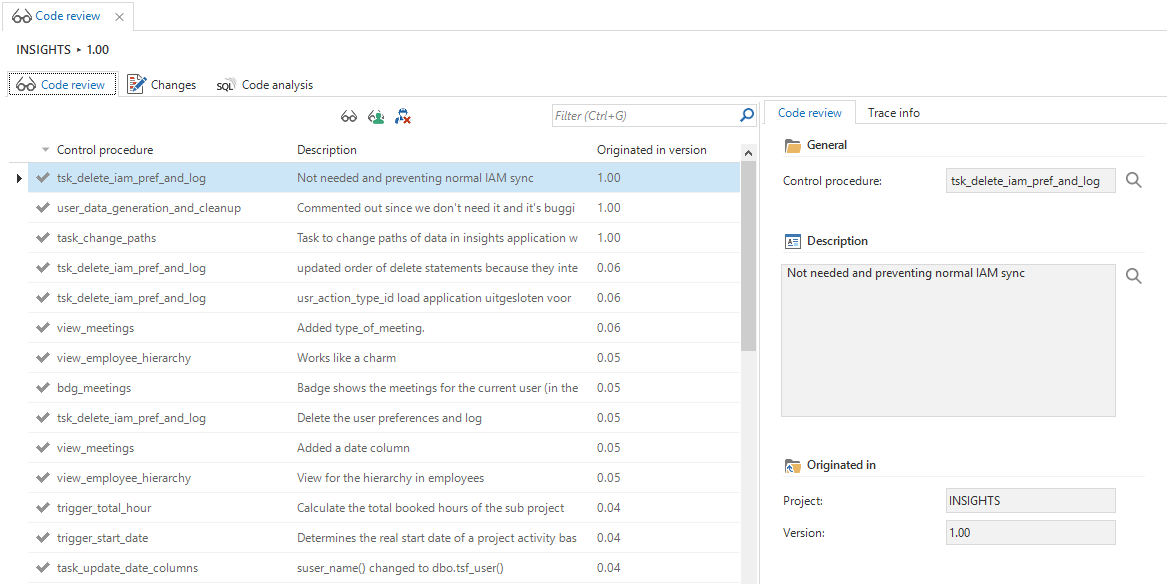 Code review
INSIGHTS 1.00
Code review Changes SQL Code analysis
Filter (Ctrl+G)
Code review Trace info
Control procedure Description Originated in version
tsk_delete_iam_pref_and_log Not needed and preventing normal IAM sync 1.00
user_data_generation_and_cleanup Commented out since we don't need it and it's buggi 1.00
task_change_paths Task to change paths of data in insights application w 1.00
tsk_delete_iam_pref_and_log updated order of delete statements because they inte 0.06
tsk_delete_iam_pref_and_log usr_action_type_id load application uitgesloten voor 0.06
view_meetings Added type_of_meeting. 0.06
view_employee_hierarchy Works like a charm 0.05
bdg_meetings Badge shows the meetings for the current user (in the 0.05
tsk_delete_iam_pref_and_log Delete the user preferences and log 0.05
view_meetings Added a date column 0.05
view_employee_hierarchy View for the hierarchy in employees 0.05
trigger_total_hour Calculate the total booked hours of the sub project 0.04
trigger_start_date Determines the real start date of a project activity bas 0.04
task_update_date_columns suser_name() changed to dbo.tsf_user() 0.04
General
Control procedure: tsk_delete_iam_pref_and_log
Description
Not needed and preventing normal IAM sync
Originated in
Project: INSIGHTS
Version: 1.00